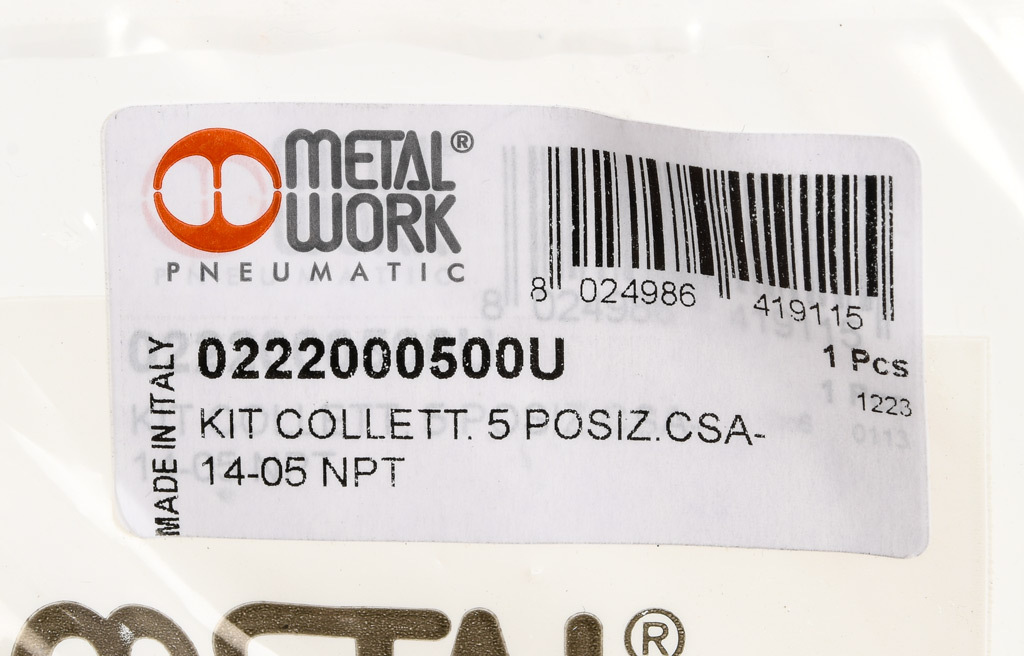 METAL®
WORK
PNEUMATIC
8 024986 419115
0222000500U
1 Pcs
1223
KIT COLLETT. 5 POSIZ.CSA-
14-05 NPT
MADE IN ITALY
METAL®